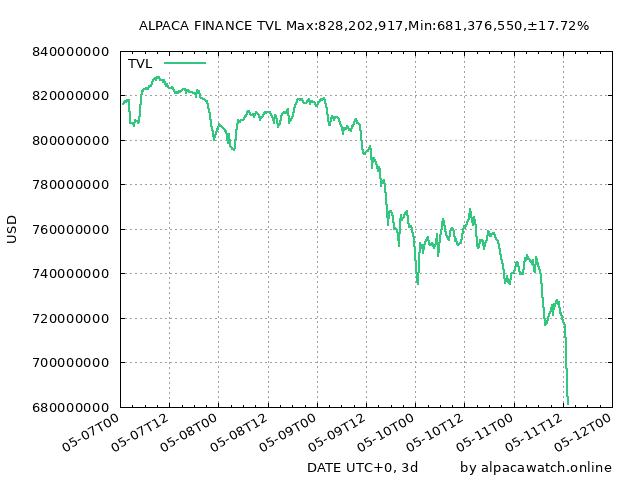 ALPACA FINANCE TVL Max:828,202,917,Min:681,376,550,±17.72%
TVL
840000000
820000000
800000000
780000000
760000000
740000000
720000000
700000000
680000000
USD
05-07T00
05-07T12
05-08T00
05-08T12
05-09T00
05-09T12
05-10T00
05-10T12
05-11T00
05-11T12
05-12T00
DATE UTC+0, 3d
by alpacawatch.online